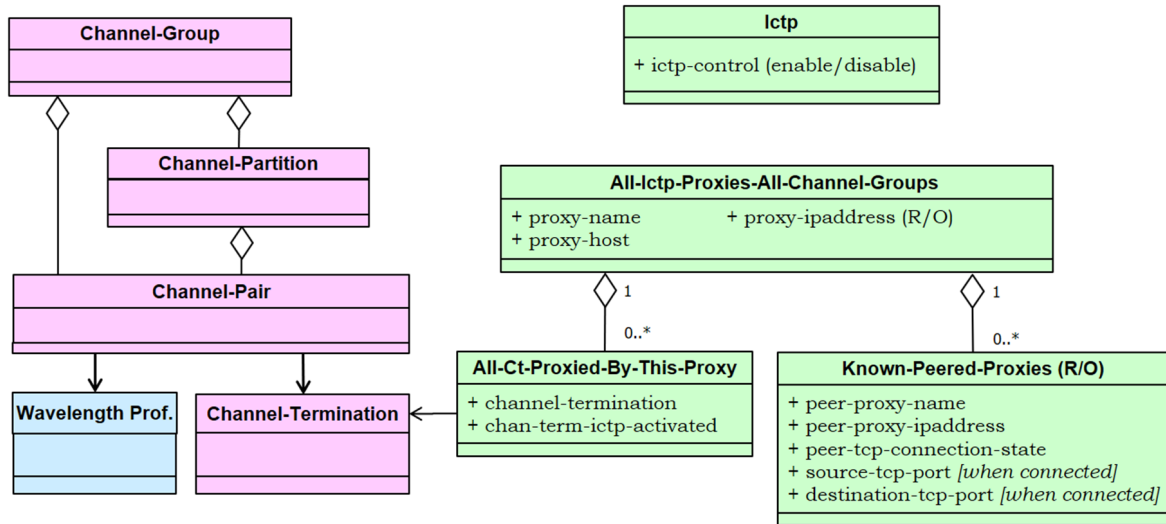 Channel-Group
Ictp
+ ictp-control (enable/disable)
Channel-Partition
All-Ictp-Proxies-All-Channel-Groups
+ proxy-name + proxy-ipaddress (R/O)
+ proxy-host
Channel-Pair
1
1
0..*
0..*
All-Ct-Proxied-By-This-Proxy
+ channel-termination
+ chan-term-ictp-activated
Known-Peered-Proxies (R/O)
+ peer-proxy-name
+ peer-proxy-ipaddress
+ peer-tcp-connection-state
+ source-tcp-port [when connected]
+ destination-tcp-port [when connected]
Wavelength Prof.
Channel-Termination